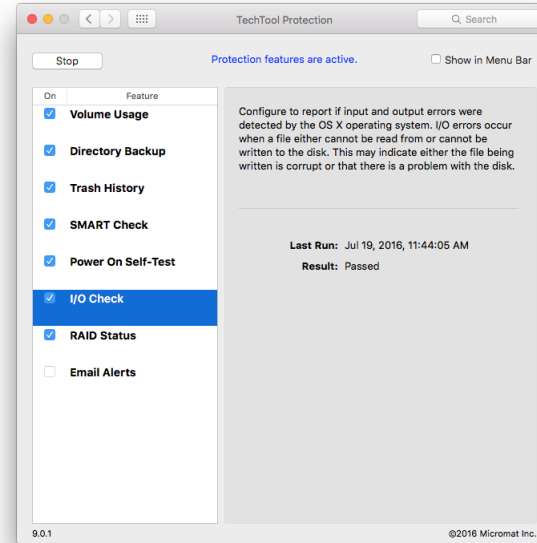 TechTool Protection
Search
Stop
Protection features are active.
Show in Menu Bar
On Feature
Volume Usage
Directory Backup
Trash History
SMART Check
Power On Self-Test
I/O Check
RAID Status
Email Alerts
Configure to report if input and output errors were
detected by the OS X operating system. I/O errors occur
when a file either cannot be read from or cannot be
written to the disk. This may indicate either the file being
written is corrupt or that there is a problem with the disk.
Last Run: Jul 19, 2016, 11:44:05 AM
Result: Passed
9.0.1
©2016 Micromat Inc.